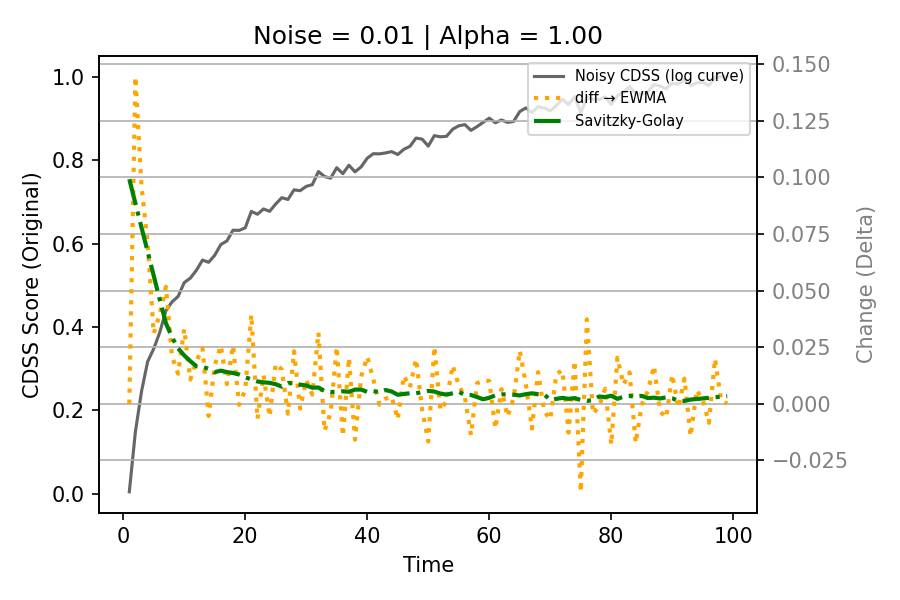 Noise = 0.01 | Alpha = 1.00
Noisy CDSS (log curve)
diff → EWMA
Savitzky-Golay
CDSS Score (Original)
1.0
0.8
0.6
0.4
0.2
0.0
0.150
0.125
0.100
0.075
0.050
0.025
0.000
−0.025
Change (Delta)
0 20 40 60 80 100
Time